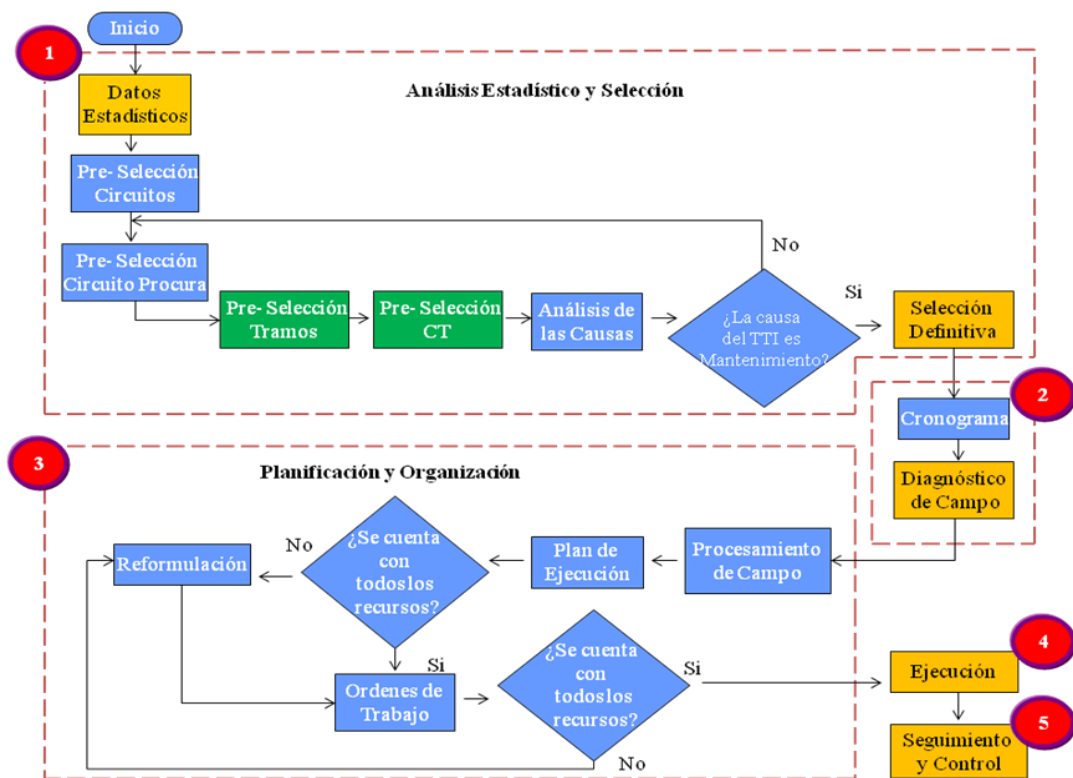 Inicio
1
Análisis Estadístico y Selección
Datos
Estadísticos
Pre- Selección
Circuitos
No
Pre- Selección
Circuito Procura
Pre- Selección
Tramos
Pre- Selección
CT
Análisis de
las Causas
¿La causa
del TTI es
Mantenimiento?
Si
Selección
Definitiva
2
Cronograma
Diagnóstico
de Campo
3
Planificación y Organización
Procesamiento
de Campo
Plan de
Ejecución
¿Se cuenta
con
todos los
recursos?
No
Reformulación
Si
Ordenes de
Trabajo
¿Se cuenta
con
todos los
recursos?
Si
No
4
Ejecución
5
Seguimiento
y Control